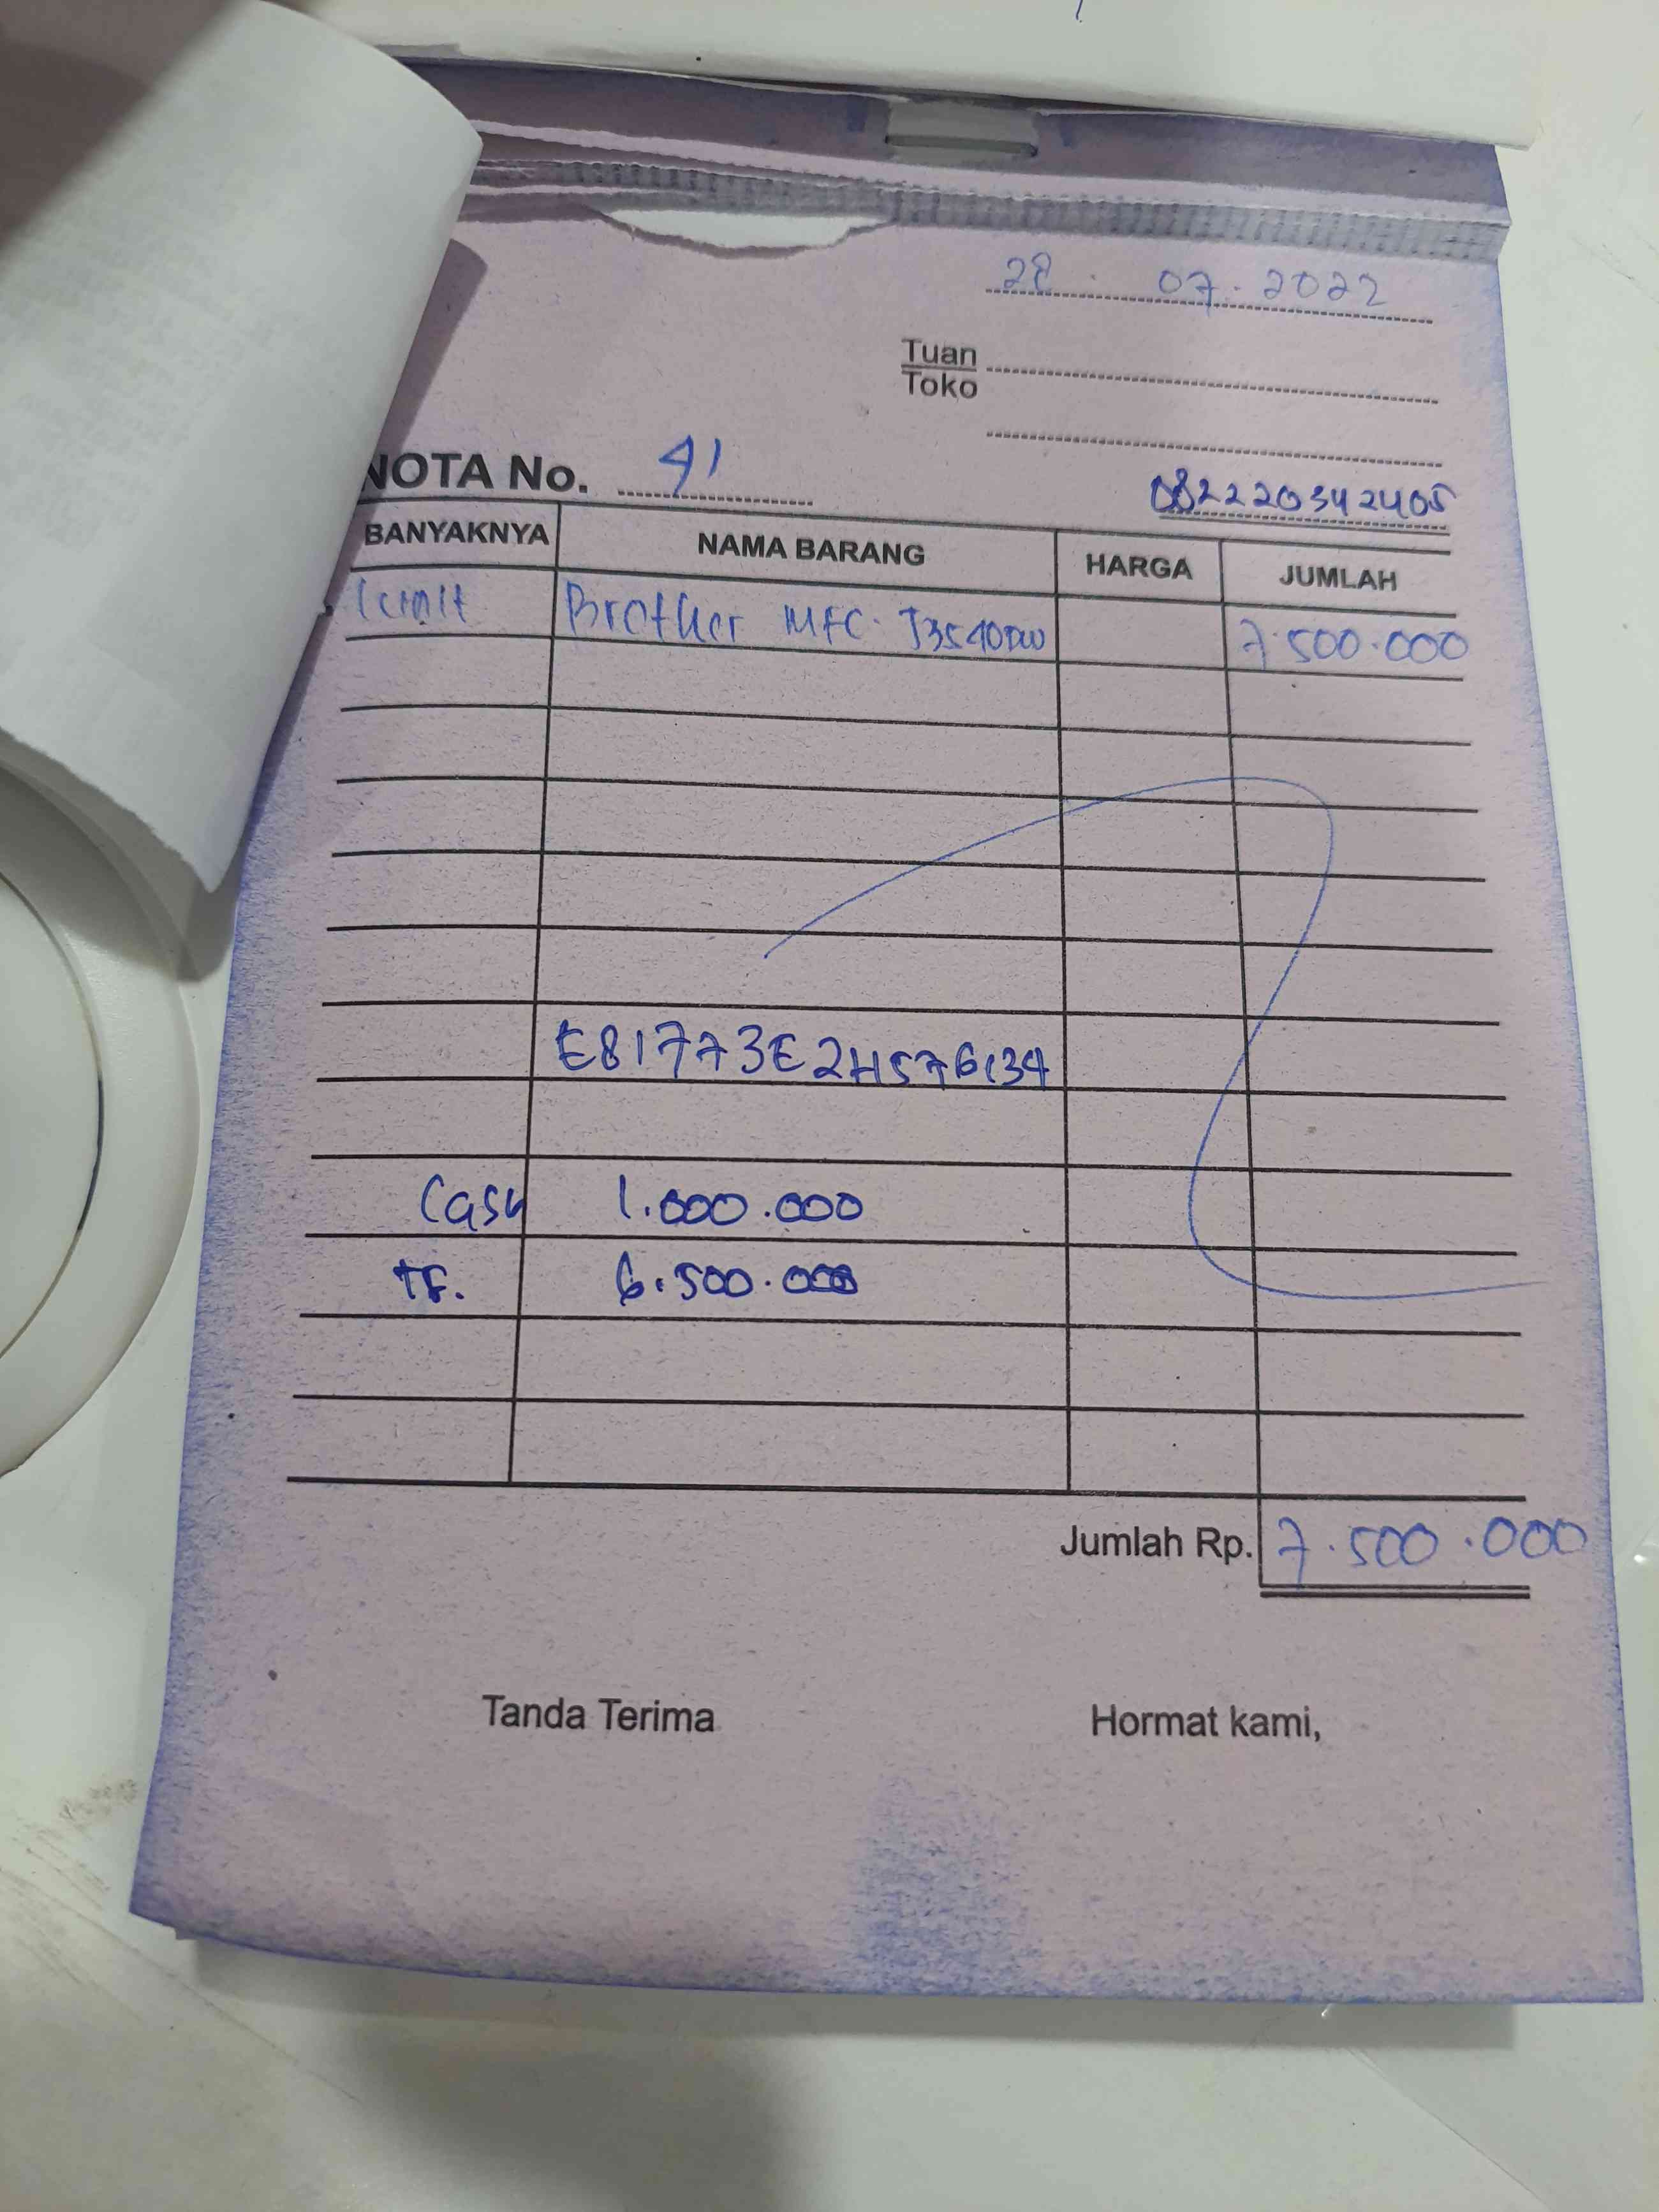 28 . 07 . 2022
Tuan
Toko
NOTA No. 41
082220342405
BANYAKNYA NAMA BARANG HARGA JUMLAH
1 unit Brother MFC. J3540DW 7.500.000
E81773E2H576134
Cash 1.000.000
TF. 6.500.000
Jumlah Rp. 7.500.000
Tanda Terima Hormat kami,